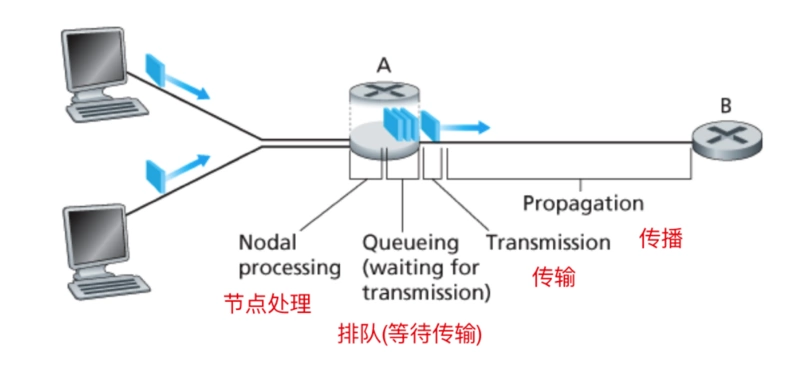 A
B
Propagation
传播
Nodal
processing
节点处理
Queueing
(waiting for
transmission)
排队(等待传输)
Transmission
传输